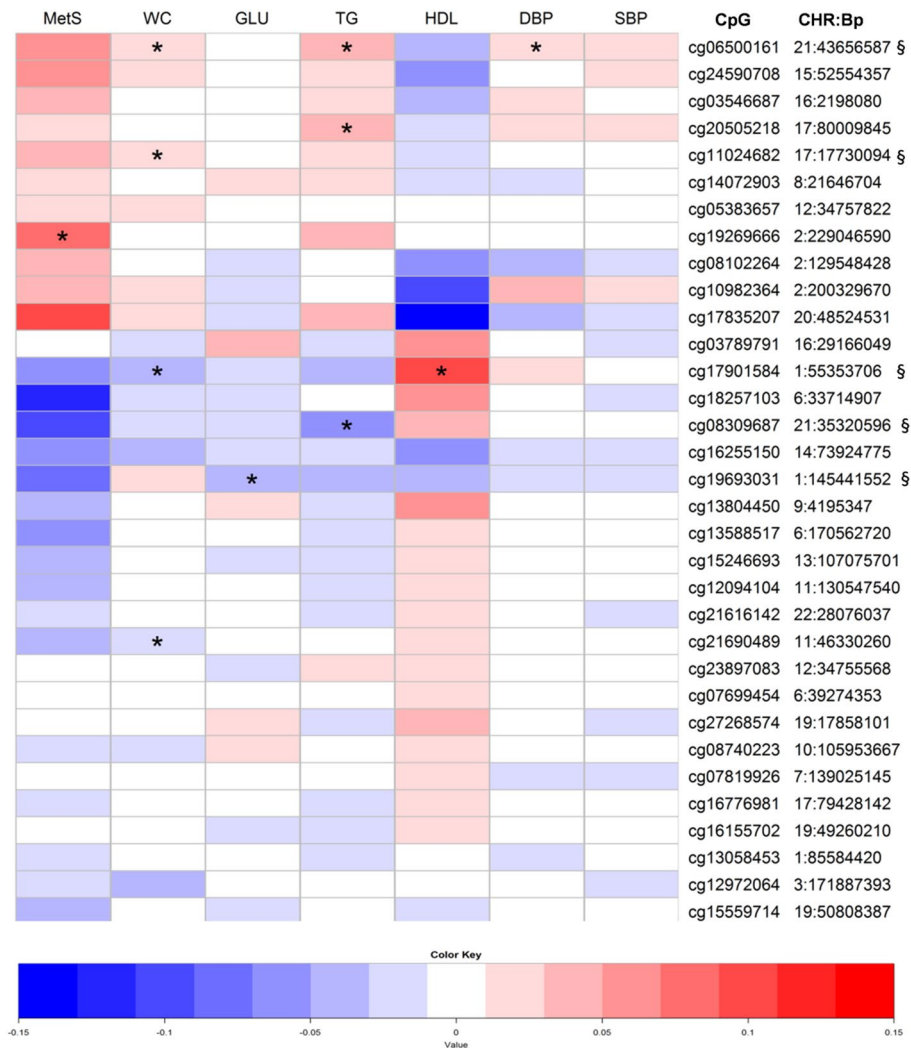 MetS WC GLU TG HDL DBP SBP CpG CHR:Bp
* * * cg06500161 21:43656587 §
cg24590708 15:52554357
cg03546687 16:2198080
* cg20505218 17:80009845
* cg11024682 17:17730094 §
cg14072903 8:21646704
cg05383657 12:34757822
* cg19269666 2:229046590
cg08102264 2:129548428
cg10982364 2:200329670
cg17835207 20:48524531
cg03789791 16:29166049
* * cg17901584 1:55353706 §
cg18257103 6:33714907
* cg08309687 21:35320596 §
cg16255150 14:73924775
* cg19693031 1:145441552 §
cg13804450 9:4195347
cg13588517 6:170562720
cg15246693 13:107075701
cg12094104 11:130547540
cg21616142 22:28076037
* cg21690489 11:46330260
cg23897083 12:34755568
cg07699454 6:39274353
cg27268574 19:17858101
cg08740223 10:105953667
cg07819926 7:139025145
cg16776981 17:79428142
cg16155702 19:49260210
cg13058453 1:85584420
cg12972064 3:171887393
cg15559714 19:50808387
Color Key
-0.15 -0.1 -0.05 0 0.05 0.1 0.15
Value